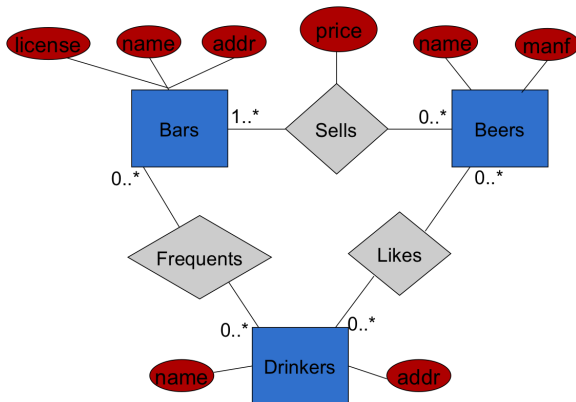 license
name
addr
price
name
manf
Bars
1..*
Sells
0..*
Beers
0..*
0..*
Frequents
Likes
0..*
0..*
name
Drinkers
addr